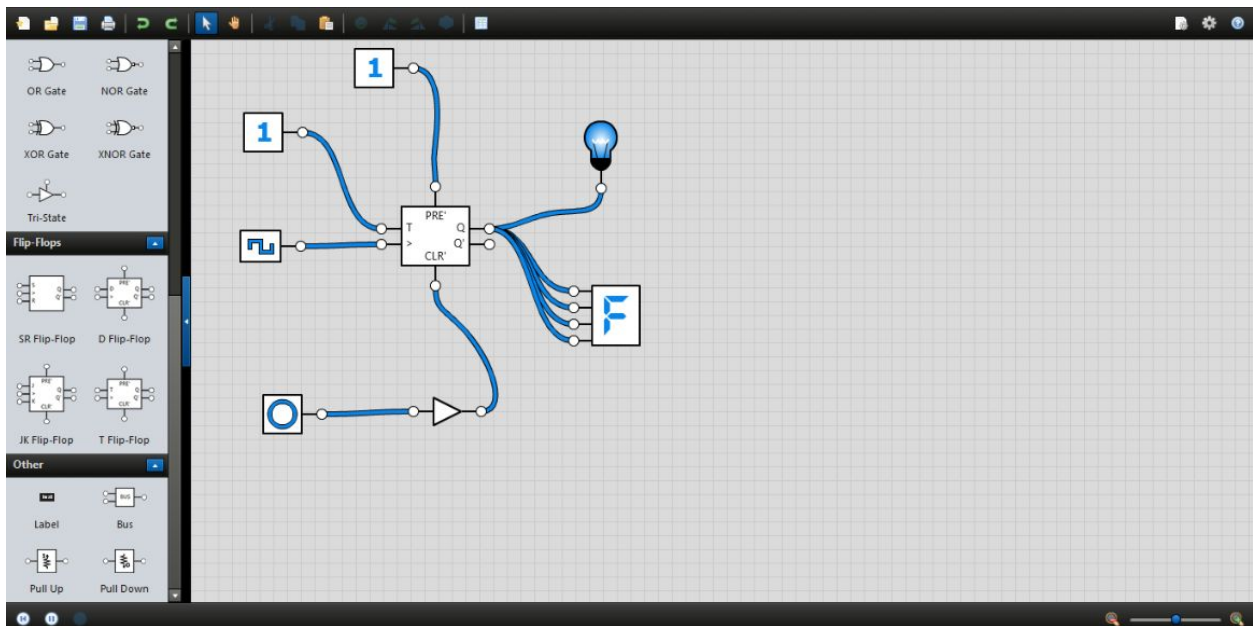 OR Gate NOR Gate
XOR Gate XNOR Gate
Tri-State
Flip-Flops
SR Flip-Flop D Flip-Flop
JK Flip-Flop T Flip-Flop
Other
BUS
Label Bus
Pull Up Pull Down
1
1
PRE'
T Q
> Q'
CLR'
F